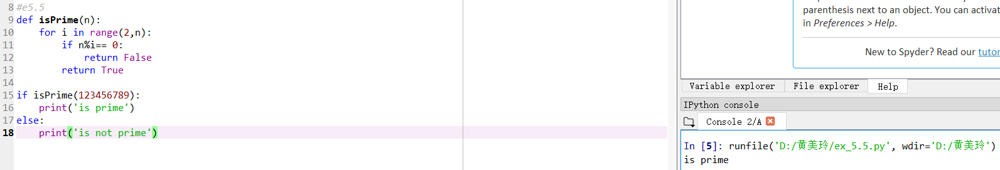 8 #e5.5
9 def isPrime(n):
10     for i in range(2,n):
11         if n%i== 0:
12             return False
13         return True
14
15 if isPrime(123456789):
16     print('is prime')
17 else:
18     print('is not prime')
parenthesis next to an object. You can activat
in Preferences > Help.
New to Spyder? Read our tutor
Variable explorer File explorer Help
IPython console
Console 2/A
In [5]: runfile('D:/黄美玲/ex_5.5.py', wdir='D:/黄美玲')
is prime